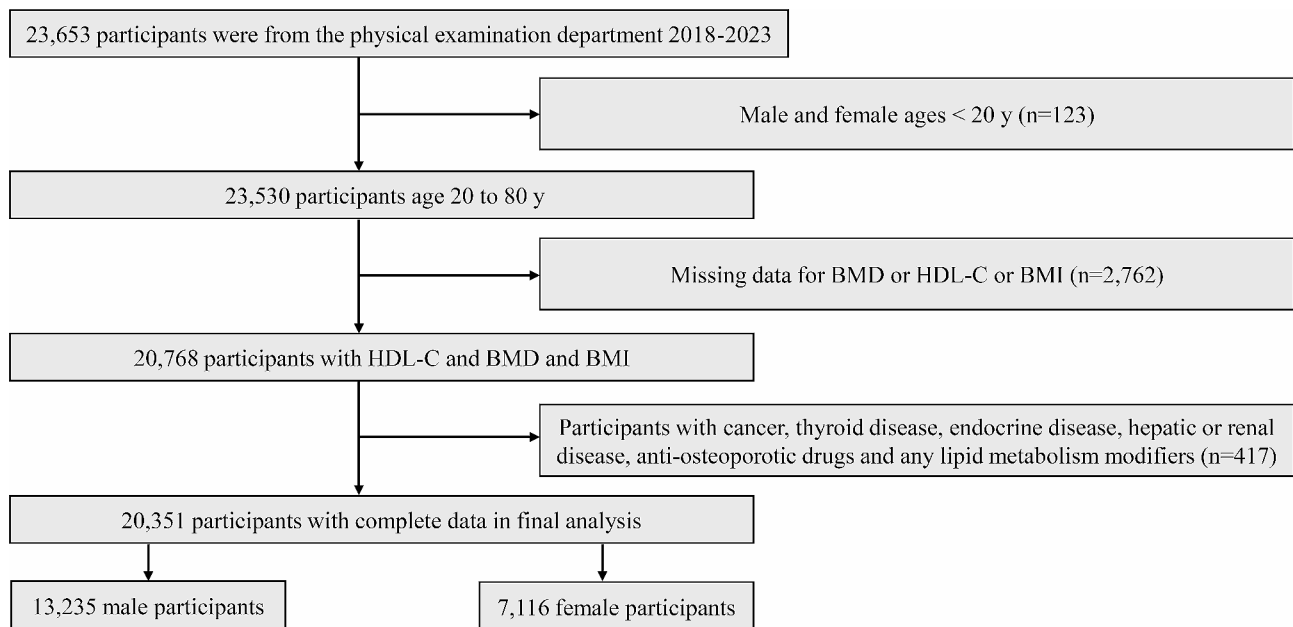 23,653 participants were from the physical examination department 2018-2023
Male and female ages < 20 y (n=123)
23,530 participants age 20 to 80 y
Missing data for BMD or HDL-C or BMI (n=2,762)
20,768 participants with HDL-C and BMD and BMI
Participants with cancer, thyroid disease, endocrine disease, hepatic or renal
disease, anti-osteoporotic drugs and any lipid metabolism modifiers (n=417)
20,351 participants with complete data in final analysis
13,235 male participants
7,116 female participants